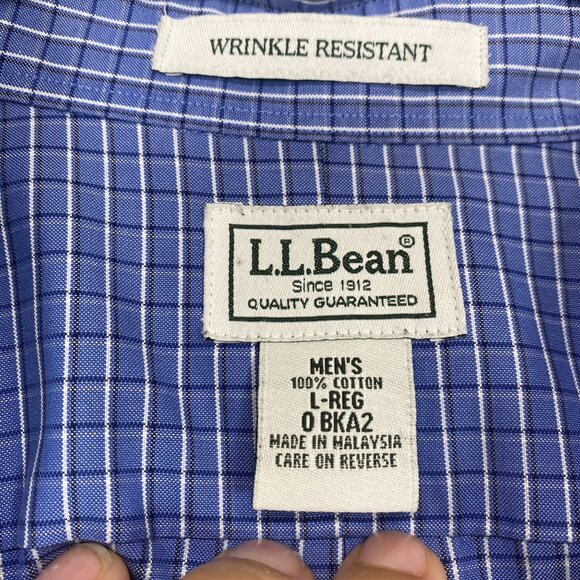 WRINKLE RESISTANT
L.L.Bean®
Since 1912
QUALITY GUARANTEED
MEN'S
100% COTTON
L-REG
0 BKA2
MADE IN MALAYSIA
CARE ON REVERSE